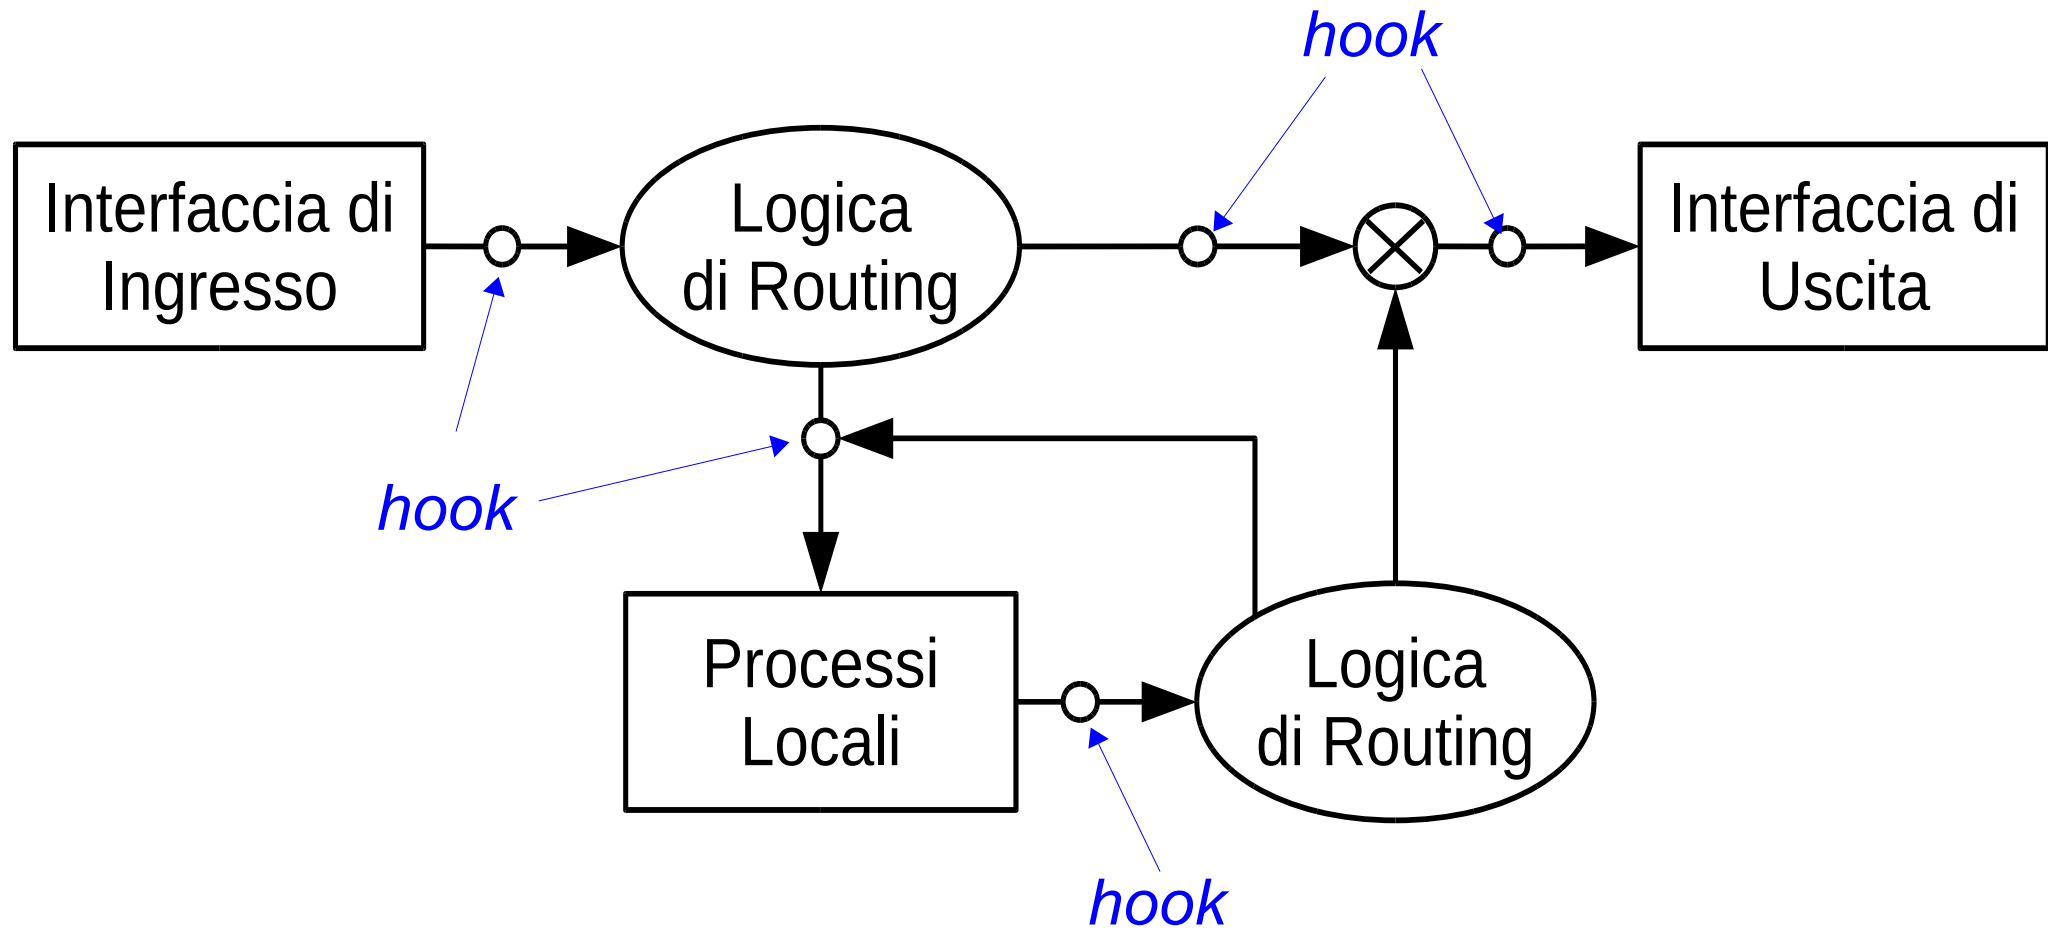 hook
Interfaccia di
Ingresso
Logica
di Routing
Interfaccia di
Uscita
hook
Processi
Locali
Logica
di Routing
hook